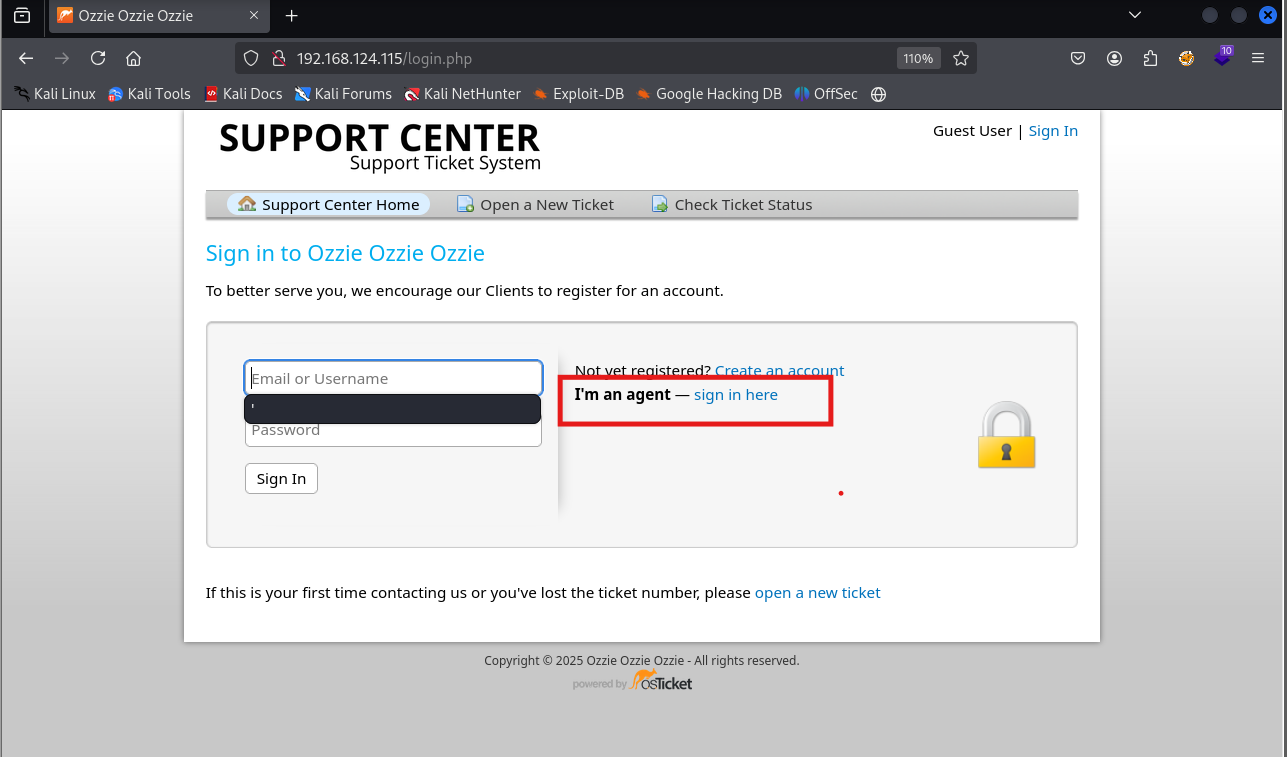 Ozzie Ozzie Ozzie
192.168.124.115/login.php
110%
10
Kali Linux Kali Tools Kali Docs Kali Forums Kali NetHunter Exploit-DB Google Hacking DB OffSec
SUPPORT CENTER
Support Ticket System
Guest User | Sign In
Support Center Home Open a New Ticket Check Ticket Status
Sign in to Ozzie Ozzie Ozzie
To better serve you, we encourage our Clients to register for an account.
Email or Username
'
Password
Sign In
Not yet registered? Create an account
I'm an agent — sign in here
If this is your first time contacting us or you've lost the ticket number, please open a new ticket
Copyright © 2025 Ozzie Ozzie Ozzie - All rights reserved.
powered by osTicket